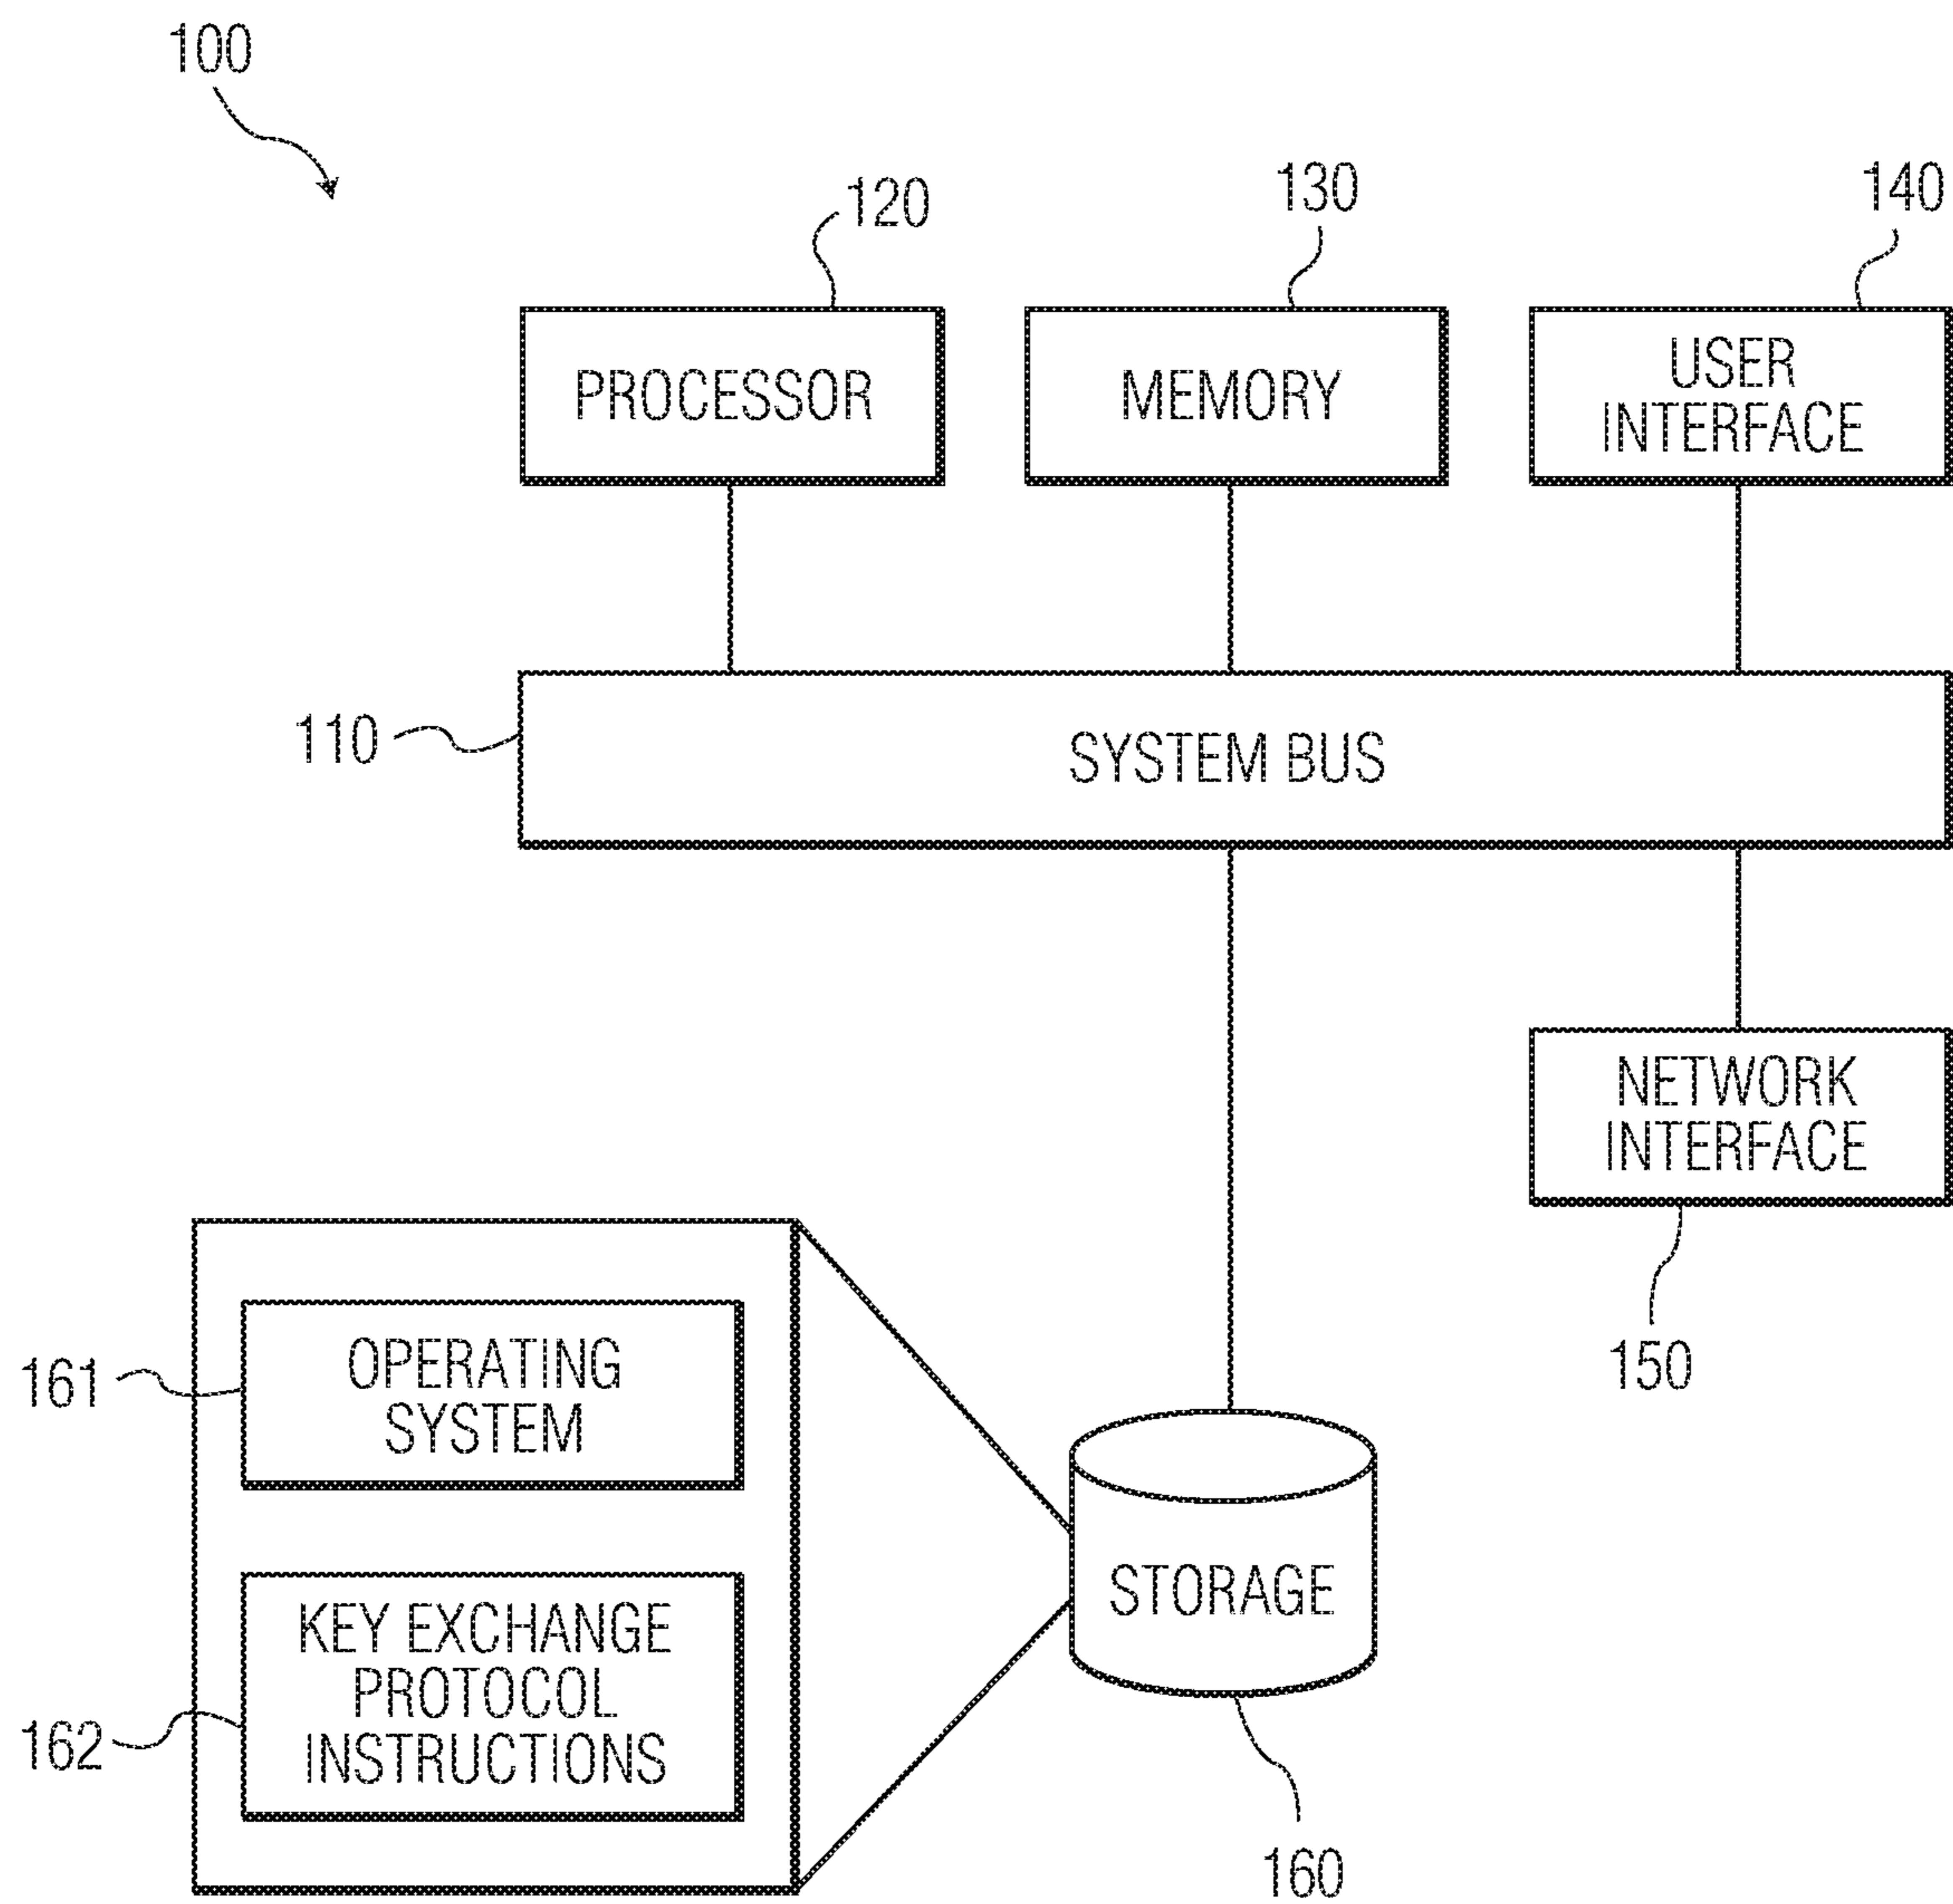 100
120
130
140
PROCESSOR
MEMORY
USER
INTERFACE
110
SYSTEM BUS
NETWORK
INTERFACE
150
161
OPERATING
SYSTEM
162
KEY EXCHANGE
PROTOCOL
INSTRUCTIONS
STORAGE
160